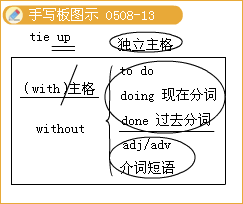 手写板图示 0508-13
tie up
独立主格
to do
(with)主格
doing 现在分词
without
done 过去分词
adj/adv
介词短语